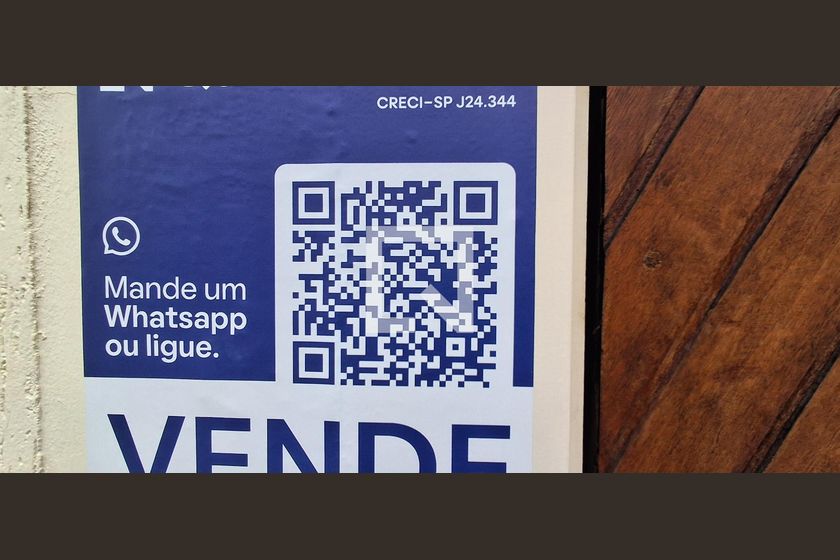 CRECI-SP J24.344
Mande um
Whatsapp
ou ligue.
VENDE